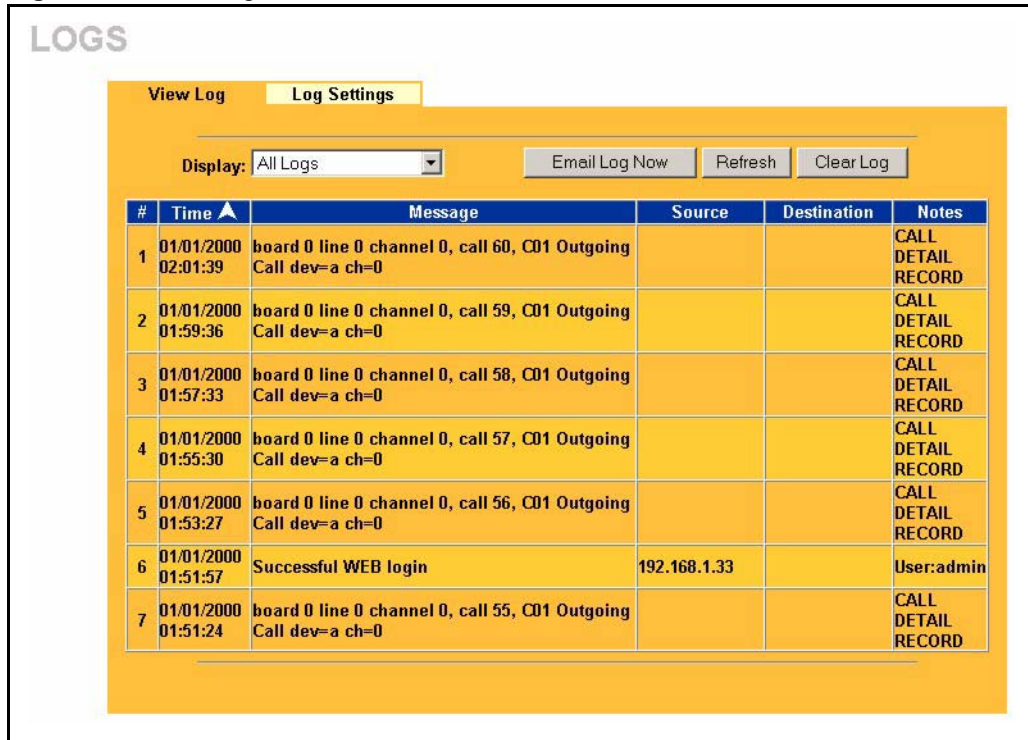 LOGS
View Log
Log Settings
Display: All Logs
Email Log Now
Refresh
Clear Log
# Time Message Source Destination Notes
1 01/01/2000 02:01:39 board 0 line 0 channel 0, call 60, C01 Outgoing Call dev=a ch=0 CALL DETAIL RECORD
2 01/01/2000 01:59:36 board 0 line 0 channel 0, call 59, C01 Outgoing Call dev=a ch=0 CALL DETAIL RECORD
3 01/01/2000 01:57:33 board 0 line 0 channel 0, call 58, C01 Outgoing Call dev=a ch=0 CALL DETAIL RECORD
4 01/01/2000 01:55:30 board 0 line 0 channel 0, call 57, C01 Outgoing Call dev=a ch=0 CALL DETAIL RECORD
5 01/01/2000 01:53:27 board 0 line 0 channel 0, call 56, C01 Outgoing Call dev=a ch=0 CALL DETAIL RECORD
6 01/01/2000 01:51:57 Successful WEB login 192.168.1.33 User:admin
7 01/01/2000 01:51:24 board 0 line 0 channel 0, call 55, C01 Outgoing Call dev=a ch=0 CALL DETAIL RECORD